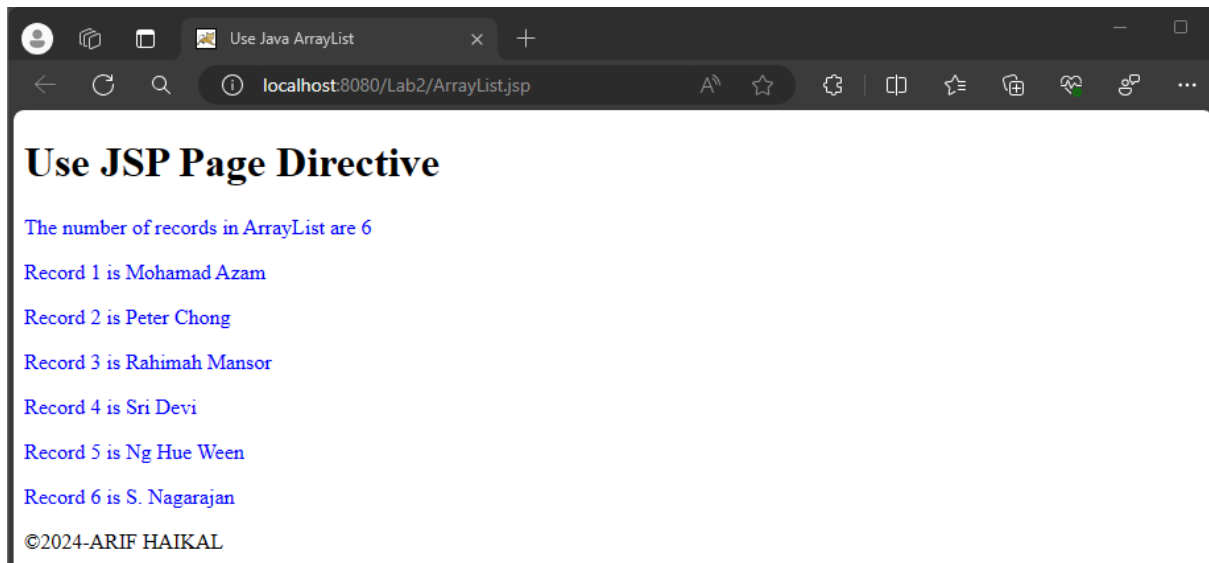 Use Java ArrayList
localhost:8080/Lab2/ArrayList.jsp
Use JSP Page Directive
The number of records in ArrayList are 6
Record 1 is Mohamad Azam
Record 2 is Peter Chong
Record 3 is Rahimah Mansor
Record 4 is Sri Devi
Record 5 is Ng Hue Ween
Record 6 is S. Nagarajan
©2024-ARIF HAIKAL